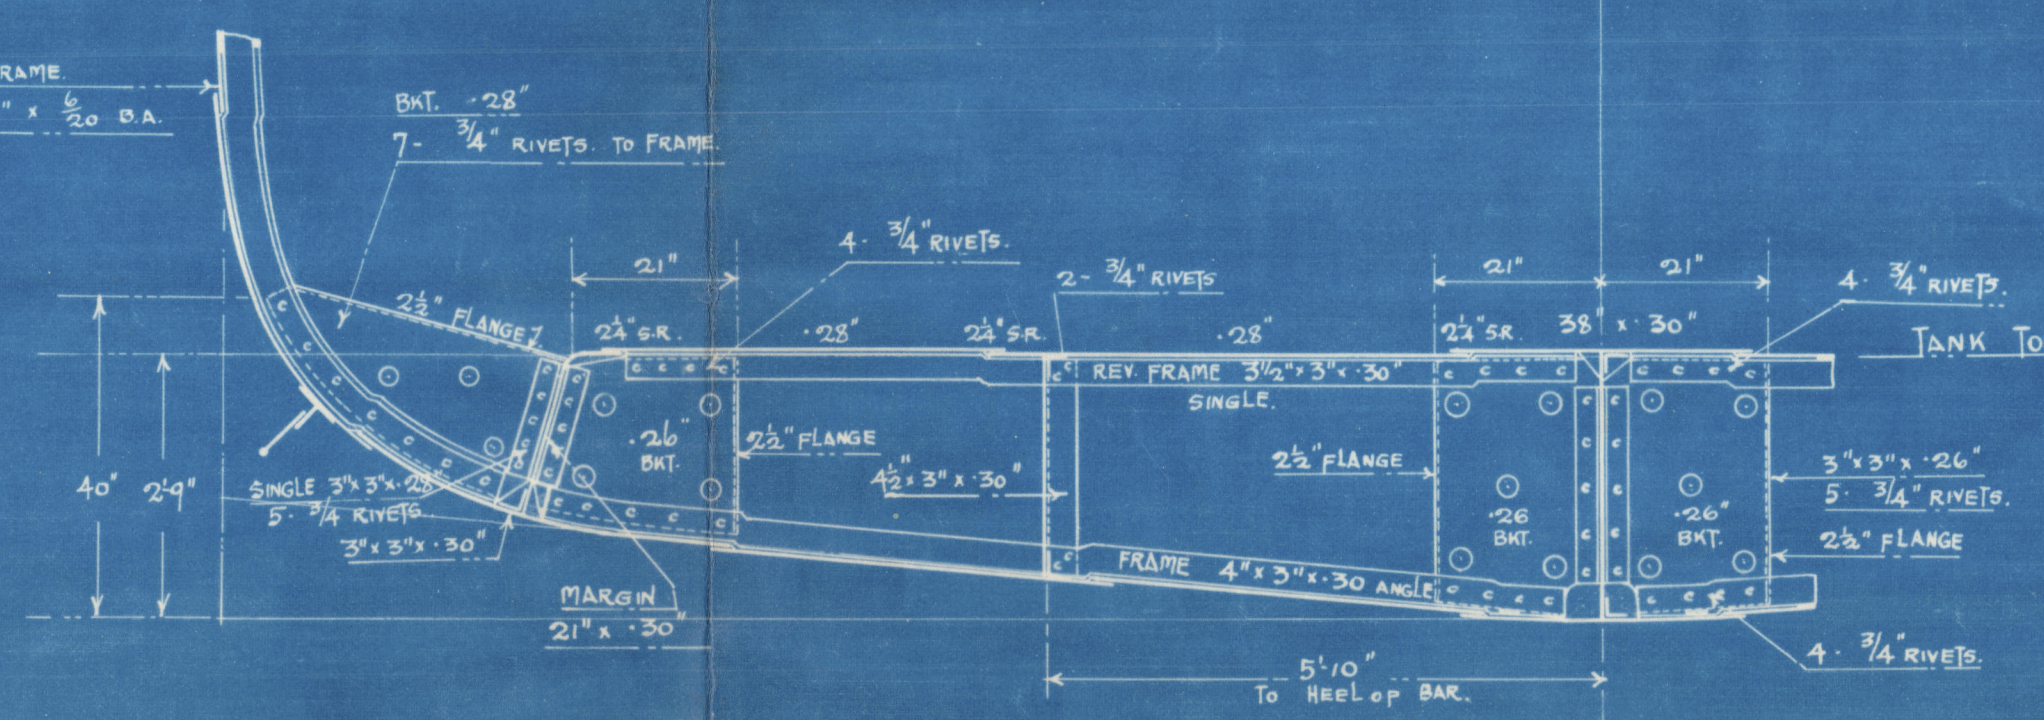 RAME.
" × 6/20 B.A.
BKT. ·28"
7- 3/4" RIVETS. TO FRAME.
4· 3/4" RIVETS.
21"
2- 3/4" RIVETS
21"
21"
4· 3/4" RIVETS.
2½" FLANGE
2¼" S.R.
·28"
2¼" S.R.
·28"
2¼" S.R.
38" × ·30"
TANK TO
REV. FRAME 3½" × 3" × ·30"
SINGLE.
·26"
BKT.
2½" FLANGE
4½" × 3" × ·30"
2½" FLANGE
3" × 3" × ·26"
5· 3/4" RIVETS.
40"
2'-9"
SINGLE 3" × 3" × ·28"
5· 3/4 RIVETS.
3" × 3" × ·30"
·26
BKT.
·26"
BKT.
2½" FLANGE
FRAME 4" × 3" × ·30 ANGLE
MARGIN
21" × ·30"
4· 3/4" RIVETS.
5'-10"
TO HEEL OF BAR.